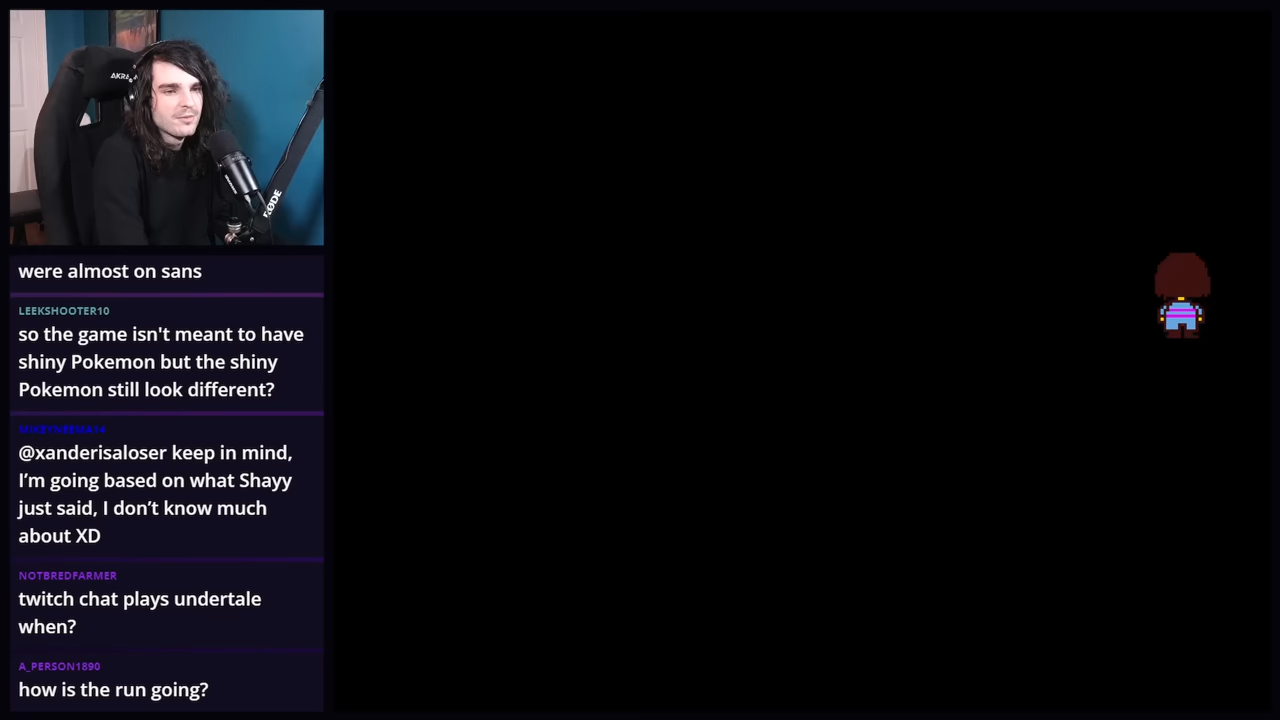 AKRA
RØDE
were almost on sans
LEEKSHOOTER10
so the game isn't meant to have
shiny Pokemon but the shiny
Pokemon still look different?
@xanderisaloser keep in mind,
I'm going based on what Shayy
just said, I don't know much
about XD
NOTBREDFARMER
twitch chat plays undertale
when?
A_PERSON1890
how is the run going?